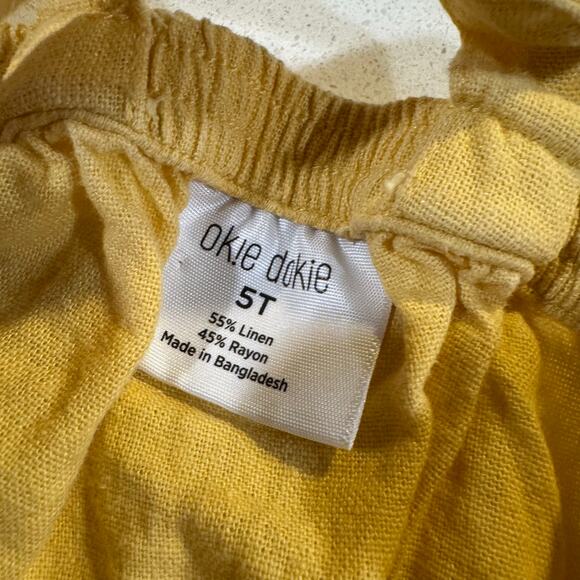 okie dokie
5T
55% Linen
45% Rayon
Made in Bangladesh